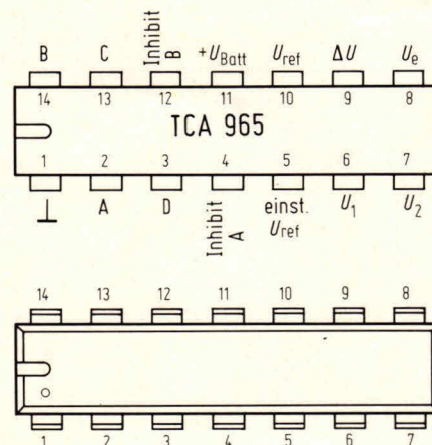 Inhibit
B
B C +UBatt Uref ΔU Ue
14 13 12 11 10 9 8
TCA 965
1 2 3 4 5 6 7
⊥ A D Inhibit einst. U1 U2
A Uref
14 13 12 11 10 9 8
1 2 3 4 5 6 7